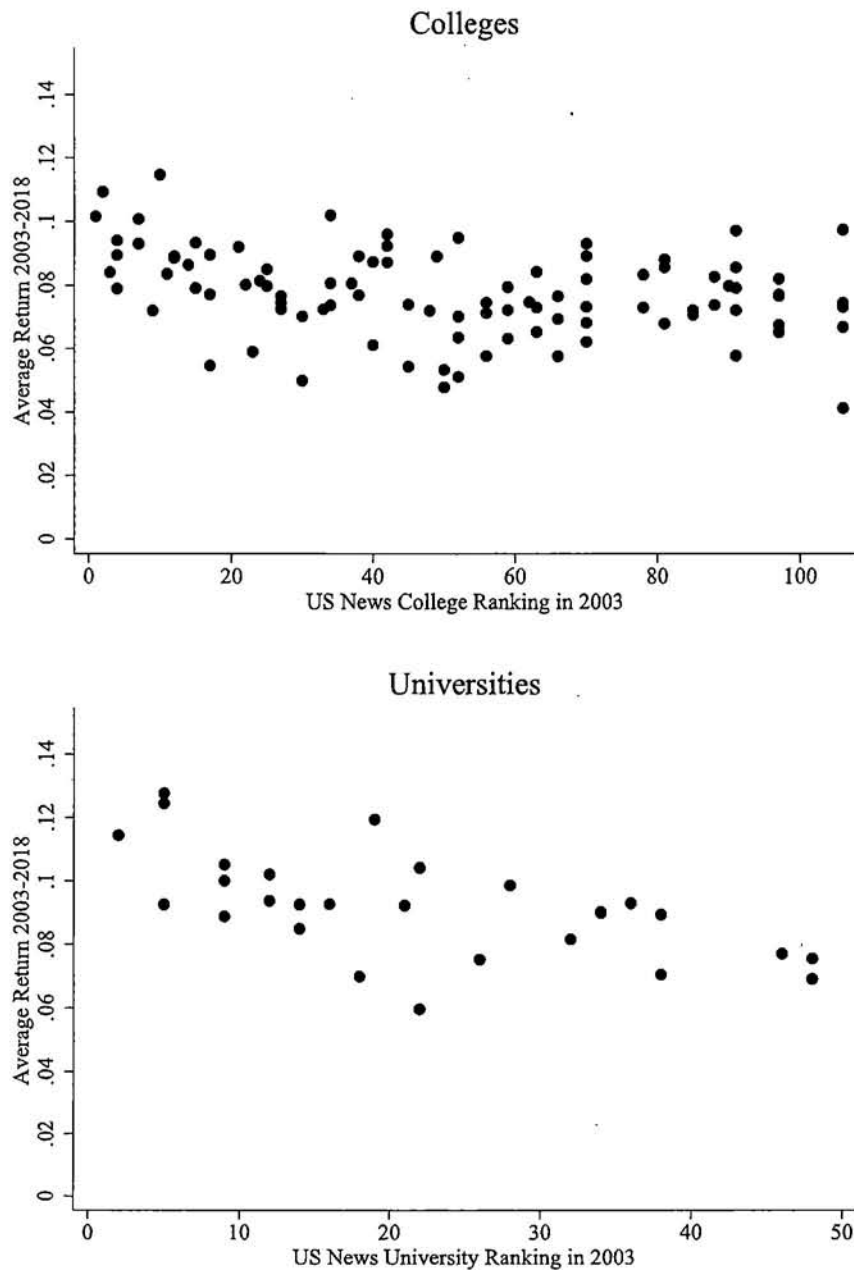 Colleges
Average Return 2003-2018
.14
.12
.1
.08
.06
.04
.02
0
0 20 40 60 80 100
US News College Ranking in 2003
Universities
Average Return 2003-2018
.14
.12
.1
.08
.06
.04
.02
0
0 10 20 30 40 50
US News University Ranking in 2003